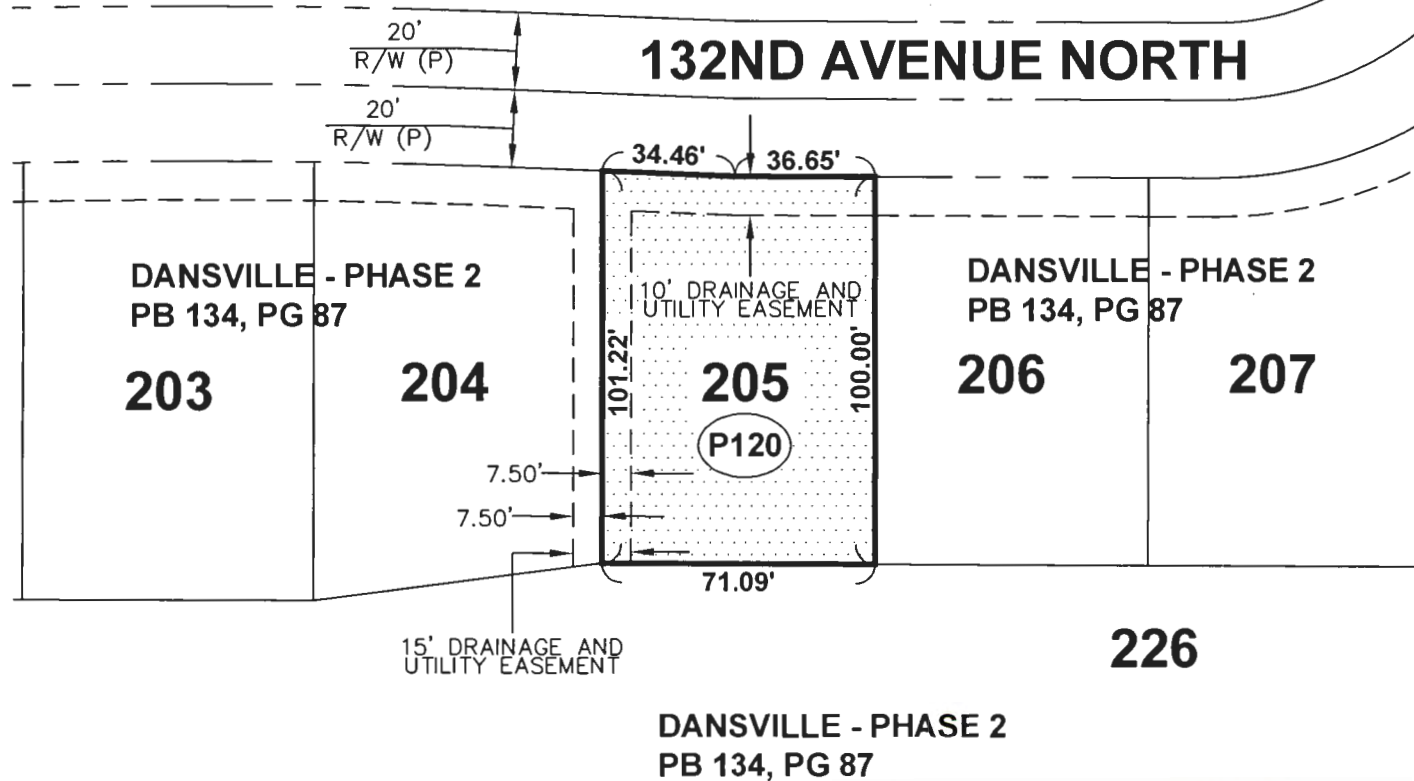 20'
R/W (P)
132ND AVENUE NORTH
20'
R/W (P)
34.46'
36.65'
DANSVILLE - PHASE 2
PB 134, PG 87
10' DRAINAGE AND
UTILITY EASEMENT
DANSVILLE - PHASE 2
PB 134, PG 87
203
204
101.22'
205
100.00'
206
207
P120
7.50'
7.50'
71.09'
15' DRAINAGE AND
UTILITY EASEMENT
226
DANSVILLE - PHASE 2
PB 134, PG 87